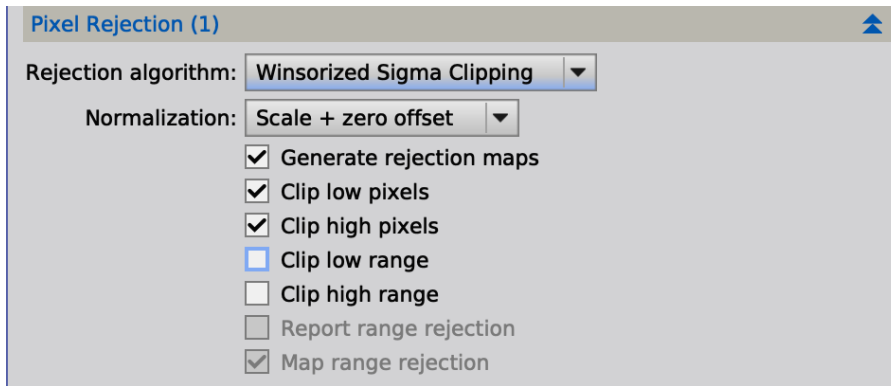 Pixel Rejection (1)
Rejection algorithm: Winsorized Sigma Clipping
Normalization: Scale + zero offset
Generate rejection maps
Clip low pixels
Clip high pixels
Clip low range
Clip high range
Report range rejection
Map range rejection